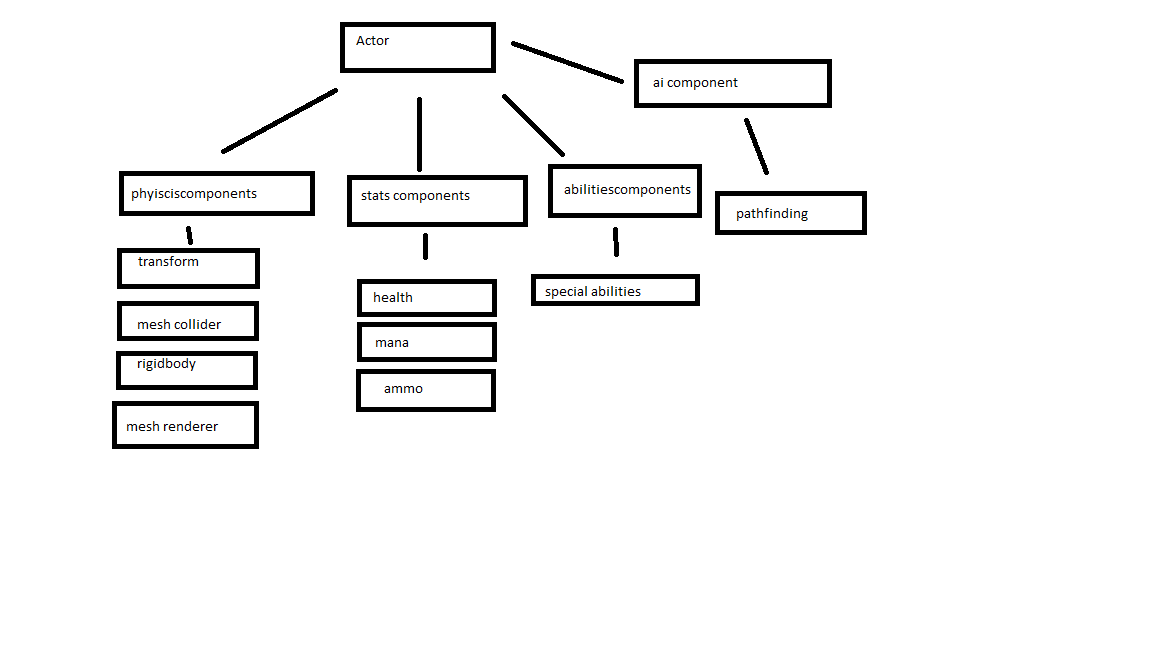 Actor
ai component
phyisciscomponents
stats components
abilitiescomponents
pathfinding
transform
mesh collider
rigidbody
mesh renderer
health
mana
ammo
special abilities